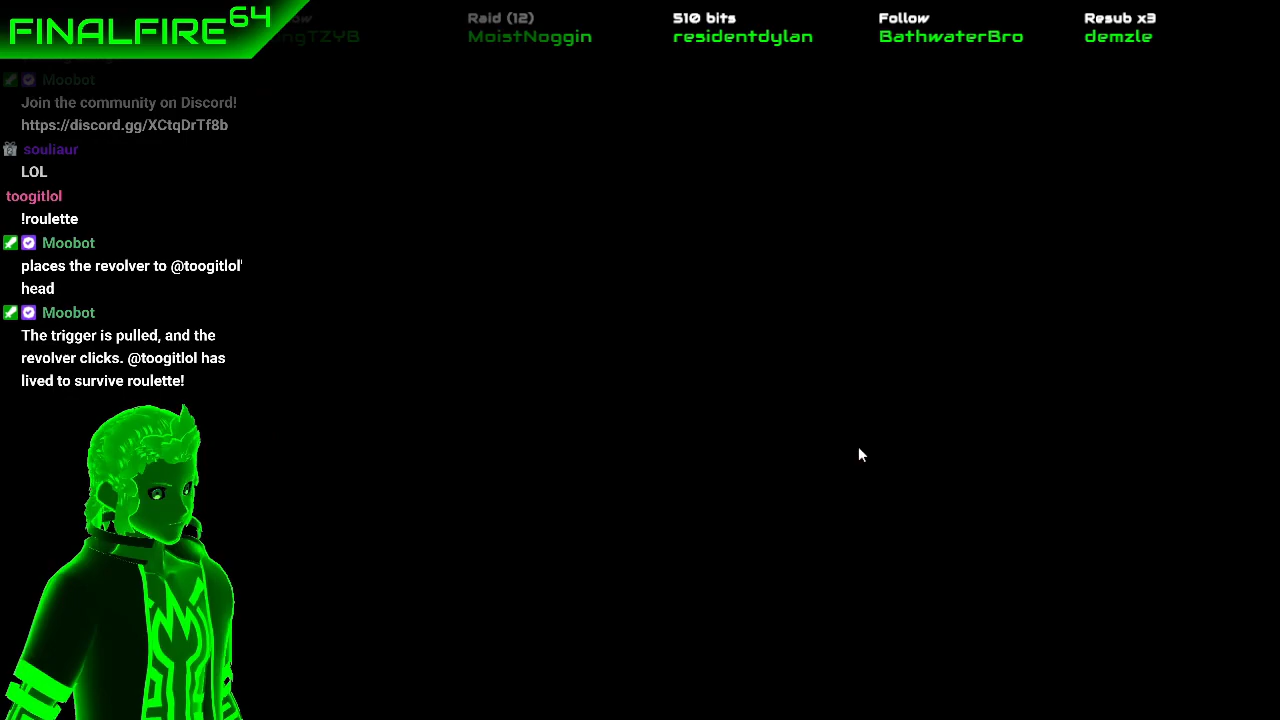 FINALFIRE64
Raid (12)
510 bits
Follow
Resub x3
MoistNoggin
residentdylan
BathwaterBro
demzle
Moobot
Join the community on Discord!
https://discord.gg/XCtqDrTf8b
souliaur
LOL
toogitlol
!roulette
Moobot
places the revolver to @toogitlol'
head
Moobot
The trigger is pulled, and the
revolver clicks. @toogitlol has
lived to survive roulette!